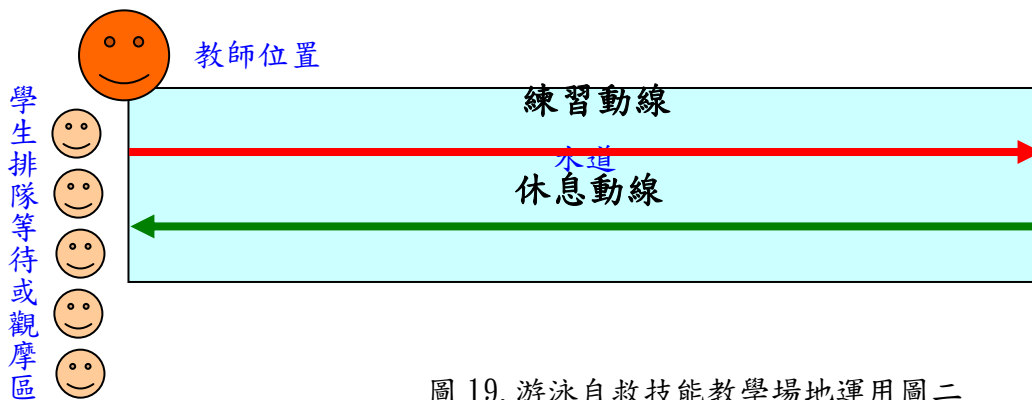 教師位置
學生排隊等待或觀摩區
練習動線
水道
休息動線
圖 19.游泳自救技能教學場地運用圖二